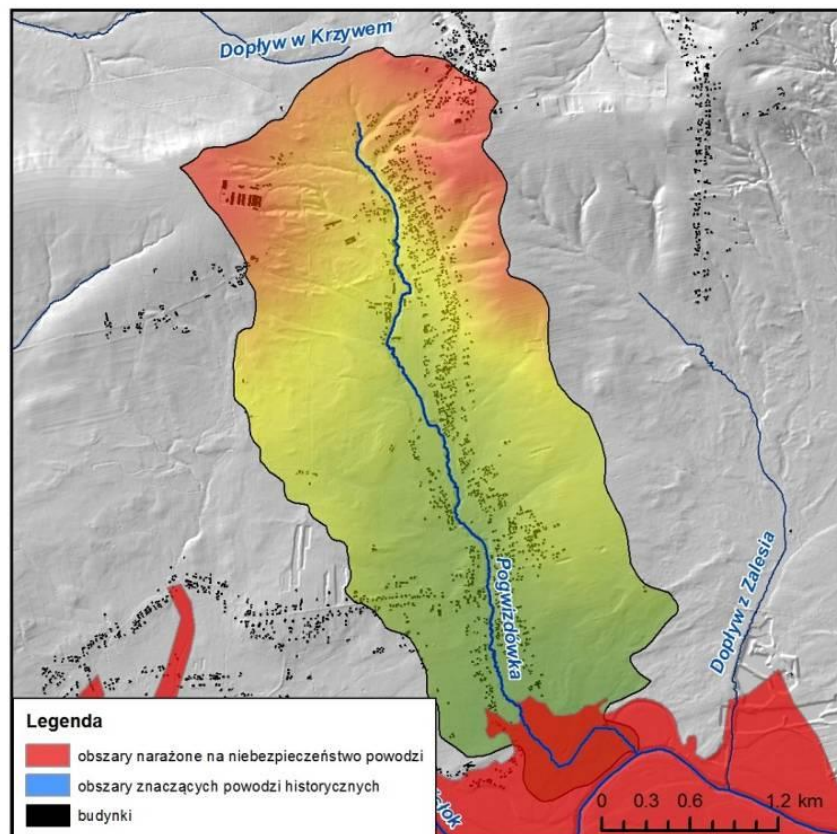 Dopływ w Krzywem
Pogwizdówka
Dopływ z Zalesia
Legenda
obszary narażone na niebezpieczeństwo powodzi
obszary znaczących powodzi historycznych
budynki
0 0.3 0.6 1.2 km